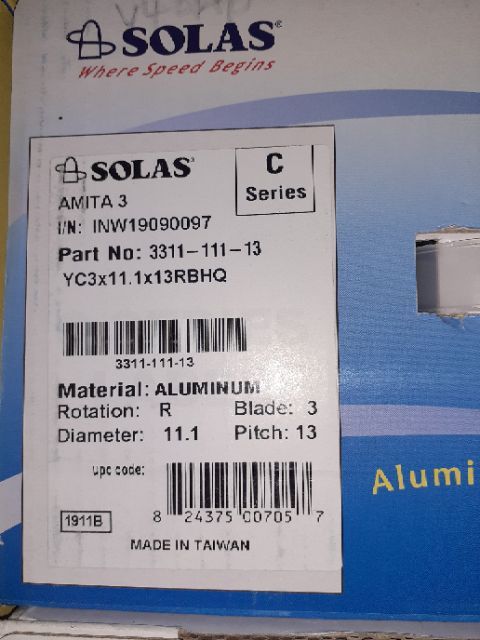 SOLAS®
Where Speed Begins
SOLAS®
C
Series
AMITA 3
I/N: INW19090097
Part No: 3311-111-13
YC3x11.1x13RBHQ
3311-111-13
Material: ALUMINUM
Rotation: R Blade: 3
Diameter: 11.1 Pitch: 13
upc code:
8 24375 00705 7
1911B
MADE IN TAIWAN
Alumi